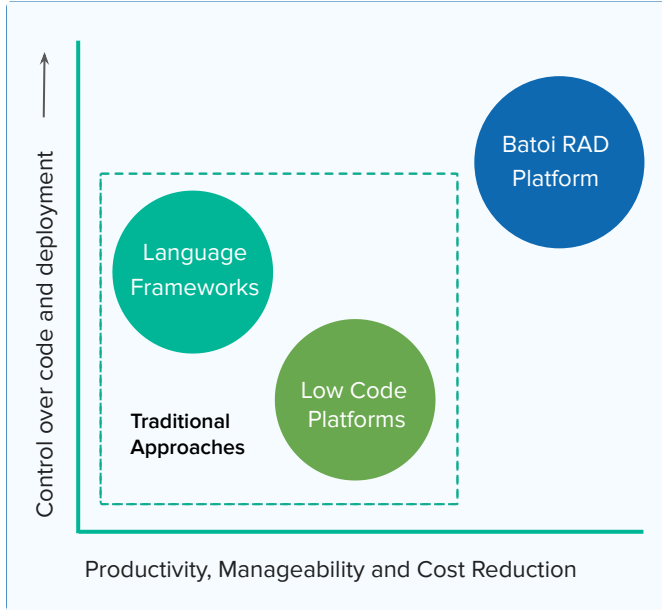 Control over code and deployment
Batoi RAD
Platform
Language
Frameworks
Low Code
Platforms
Traditional
Approaches
Productivity, Manageability and Cost Reduction